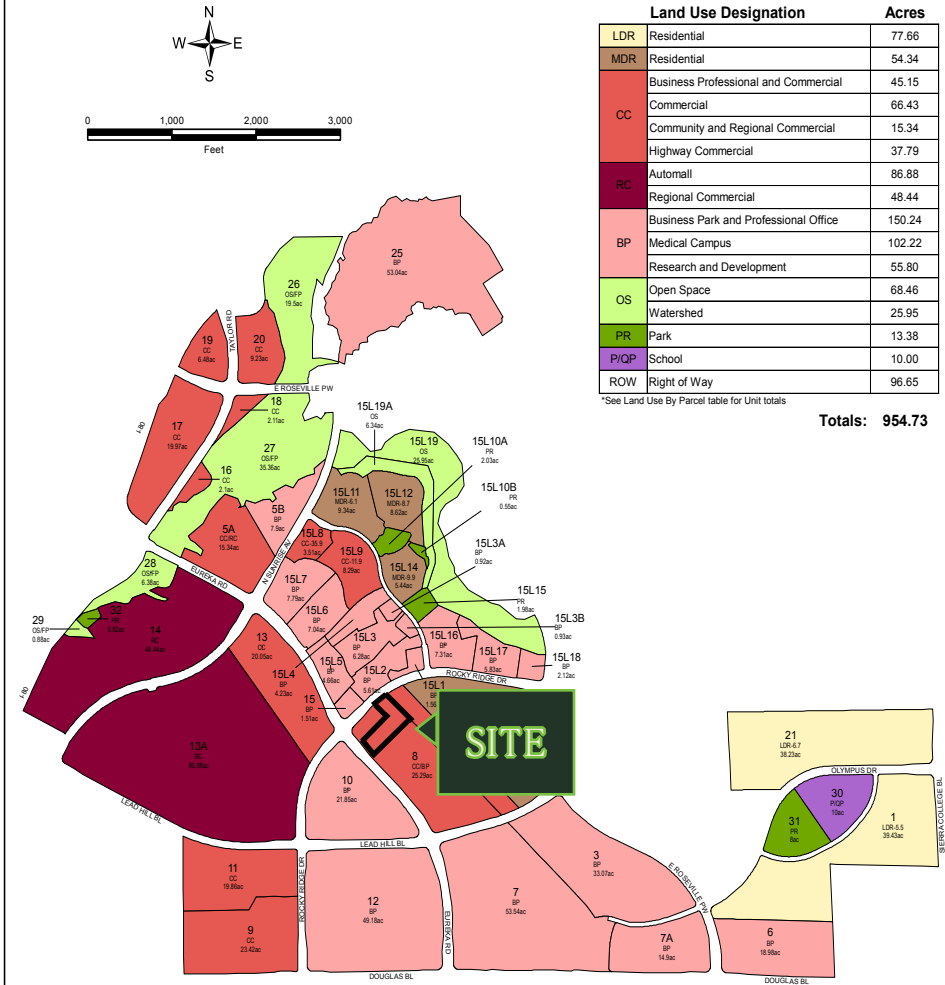 N
W E
S
0 1,000 2,000 3,000
Feet
Land Use Designation Acres
LDR Residential 77.66
MDR Residential 54.34
CC Business Professional and Commercial 45.15
Commercial 66.43
Community and Regional Commercial 15.34
Highway Commercial 37.79
RC Automall 86.88
Regional Commercial 48.44
BP Business Park and Professional Office 150.24
Medical Campus 102.22
Research and Development 55.80
OS Open Space 68.46
Watershed 25.95
PR Park 13.38
P/QP School 10.00
ROW Right of Way 96.65
*See Land Use By Parcel table for Unit totals
Totals: 954.73
25
BP
53.04ac
26
OS/FP
19.5ac
19
CC
6.48ac
TAYLOR RD
20
CC
9.23ac
E ROSEVILLE PW
18
CC
2.11ac
I-80
17
CC
19.97ac
27
OS/FP
35.36ac
16
CC
2.1ac
15L19A
OS
6.34ac
15L19
OS
25.95ac
15L10A
PR
2.03ac
15L10B
PR
0.55ac
15L11
MDR-6.1
9.34ac
15L12
MDR-8.7
8.62ac
5B
BP
7.9ac
5A
CC/RC
15.34ac
N SUNRISE AV
15L8
CC-35.9
3.51ac
15L9
CC-11.9
8.29ac
15L3A
BP
0.92ac
15L14
MDR-9.9
5.44ac
15L15
PR
1.98ac
28
OS/FP
6.38ac
EUREKA RD
15L7
BP
7.79ac
15L6
BP
7.04ac
15L3B
BP
0.93ac
29
OS/FP
0.88ac
32
PR
14
RC
48.44ac
13
CC
20.05ac
15L3
BP
6.28ac
15L16
BP
7.31ac
15L17
BP
5.83ac
15L18
BP
2.12ac
15L5
BP
4.66ac
15L2
BP
5.61ac
15L4
BP
4.23ac
ROCKY RIDGE DR
15L1
BP
15
BP
1.51ac
I-80
13A
RC
SITE
8
CC/BP
25.29ac
10
BP
21.85ac
LEAD HILL BL
21
LDR-6.7
38.23ac
OLYMPUS DR
30
P/QP
10ac
31
PR
8ac
1
LDR-5.5
39.43ac
SIERRA COLLEGE BL
LEAD HILL BL
11
CC
19.86ac
ROCKY RIDGE DR
3
BP
33.07ac
E ROSEVILLE PW
12
BP
49.18ac
EUREKA RD
7
BP
53.54ac
9
CC
23.42ac
7A
BP
14.9ac
6
BP
18.98ac
DOUGLAS BL
DOUGLAS BL